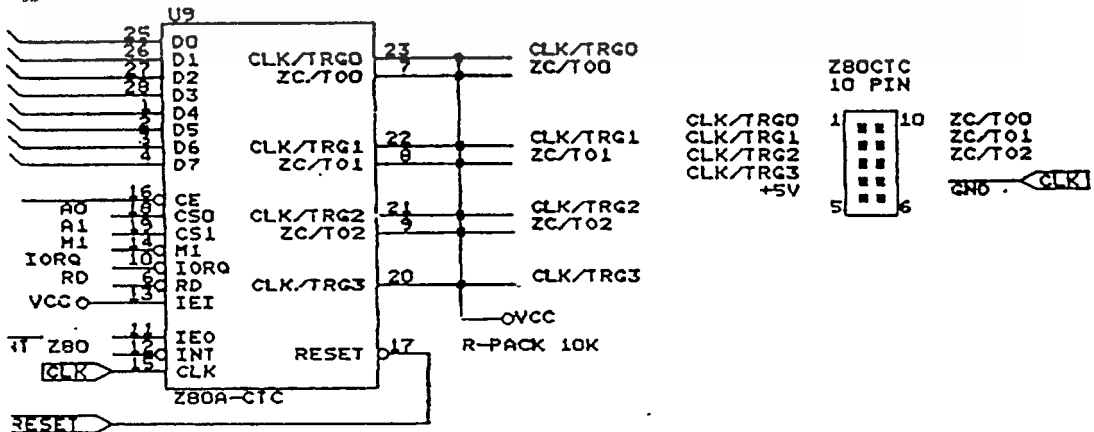 U9
25 D0
26 D1
27 D2
28 D3
1 D4
2 D5
3 D6
4 D7
16 CE
A0 18 CS0
A1 19 CS1
M1 14 M1
IORQ 10 IORQ
RD 6 RD
VCC 13 IEI
11 IEO
Z80 12 INT
CLK 15 CLK
RESET
CLK/TRG0 23 CLK/TRG0
ZC/TO0 7 ZC/TO0
CLK/TRG1 22 CLK/TRG1
ZC/TO1 8 ZC/TO1
CLK/TRG2 21 CLK/TRG2
ZC/TO2 9 ZC/TO2
CLK/TRG3 20 CLK/TRG3
VCC
R-PACK 10K
RESET 17
Z80A-CTC
Z80CTC
10 PIN
CLK/TRG0 1 10 ZC/TO0
CLK/TRG1 ZC/TO1
CLK/TRG2 ZC/TO2
CLK/TRG3 CLK
+5V GND
5 6